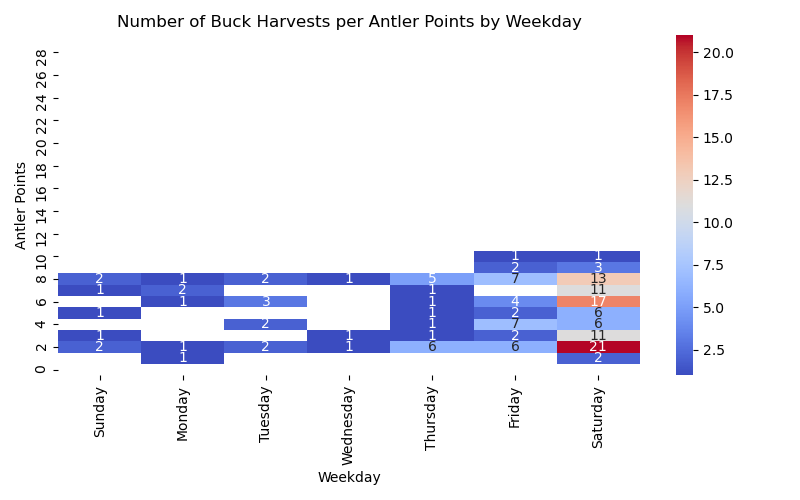 Number of Buck Harvests per Antler Points by Weekday
Antler Points
28
26
24
22
20
18
16
14
12
10
8
6
4
2
0
1 1
2 3
2 1 2 1 5 7 13
1 2 1 11
1 3 1 4 17
1 1 2 6
2 1 7 6
1 1 1 2 11
2 1 2 1 6 6 21
1 2
Sunday Monday Tuesday Wednesday Thursday Friday Saturday
Weekday
20.0
17.5
15.0
12.5
10.0
7.5
5.0
2.5